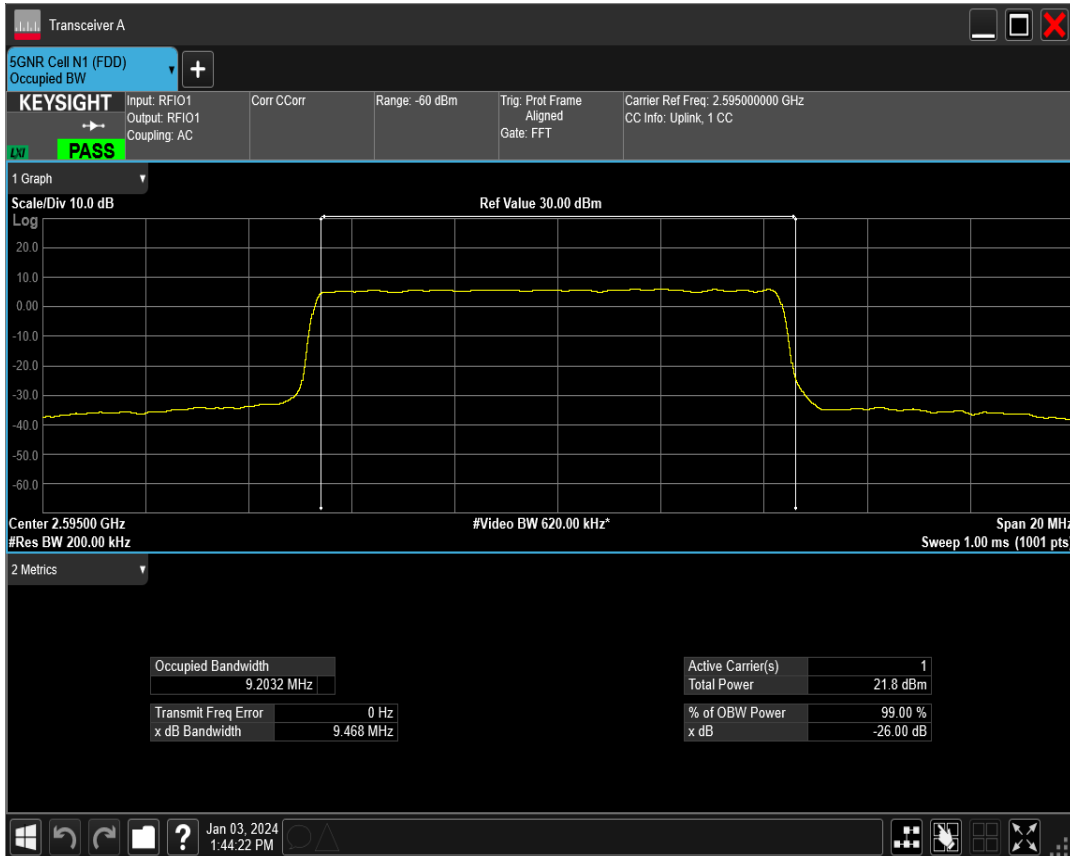 Transceiver A
5GNR Cell N1 (FDD)
Occupied BW
+
KEYSIGHT
LXI
PASS
Input: RFIO1
Output: RFIO1
Coupling: AC
Corr CCorr
Range: -60 dBm
Trig: Prot Frame
Aligned
Gate: FFT
Carrier Ref Freq: 2.595000000 GHz
CC Info: Uplink, 1 CC
1 Graph
Scale/Div 10.0 dB
Ref Value 30.00 dBm
Log
20.0
10.0
0.00
-10.0
-20.0
-30.0
-40.0
-50.0
-60.0
Center 2.59500 GHz
#Video BW 620.00 kHz*
Span 20 MHz
#Res BW 200.00 kHz
Sweep 1.00 ms (1001 pts)
2 Metrics
Occupied Bandwidth
9.2032 MHz
Transmit Freq Error 0 Hz
x dB Bandwidth 9.468 MHz
Active Carrier(s) 1
Total Power 21.8 dBm
% of OBW Power 99.00 %
x dB -26.00 dB
?
Jan 03, 2024
1:44:22 PM